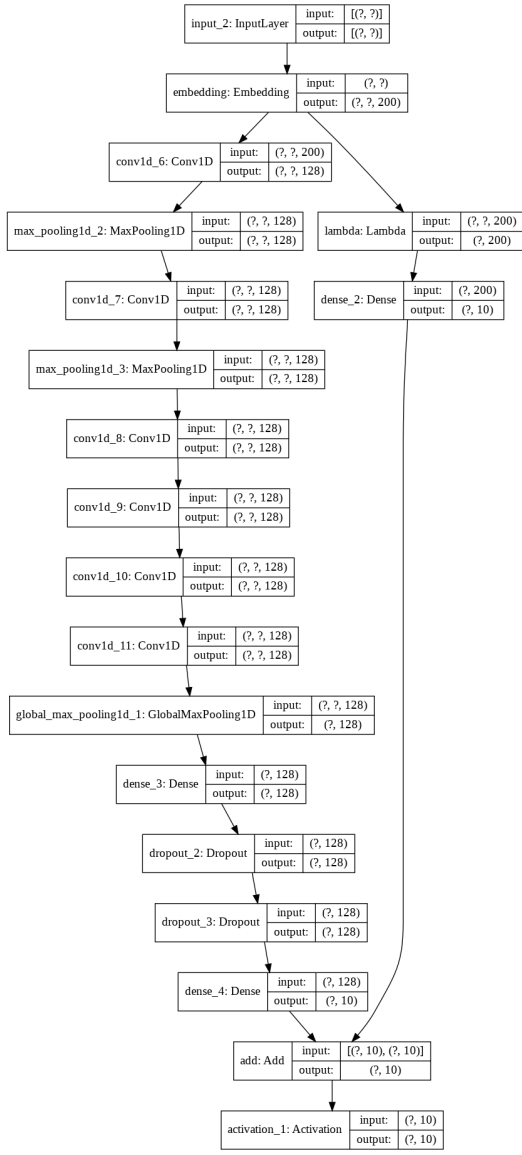 input_2: InputLayer
input: [(?, ?)]
output: [(?, ?)]
embedding: Embedding
input: (?, ?)
output: (?, ?, 200)
conv1d_6: Conv1D
input: (?, ?, 200)
output: (?, ?, 128)
max_pooling1d_2: MaxPooling1D
input: (?, ?, 128)
output: (?, ?, 128)
lambda: Lambda
input: (?, ?, 200)
output: (?, 200)
conv1d_7: Conv1D
input: (?, ?, 128)
output: (?, ?, 128)
dense_2: Dense
input: (?, 200)
output: (?, 10)
max_pooling1d_3: MaxPooling1D
input: (?, ?, 128)
output: (?, ?, 128)
conv1d_8: Conv1D
input: (?, ?, 128)
output: (?, ?, 128)
conv1d_9: Conv1D
input: (?, ?, 128)
output: (?, ?, 128)
conv1d_10: Conv1D
input: (?, ?, 128)
output: (?, ?, 128)
conv1d_11: Conv1D
input: (?, ?, 128)
output: (?, ?, 128)
global_max_pooling1d_1: GlobalMaxPooling1D
input: (?, ?, 128)
output: (?, 128)
dense_3: Dense
input: (?, 128)
output: (?, 128)
dropout_2: Dropout
input: (?, 128)
output: (?, 128)
dropout_3: Dropout
input: (?, 128)
output: (?, 128)
dense_4: Dense
input: (?, 128)
output: (?, 10)
add: Add
input: [(?, 10), (?, 10)]
output: (?, 10)
activation_1: Activation
input: (?, 10)
output: (?, 10)